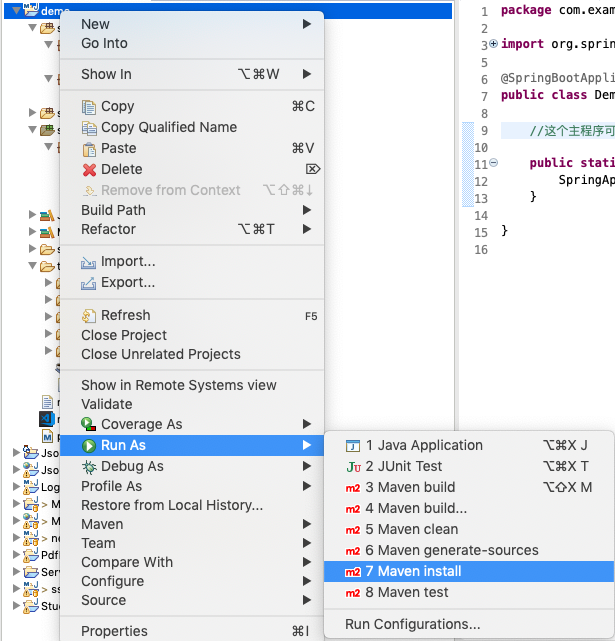 demo
New
Go Into
Show In ⌥⌘W
Copy ⌘C
Copy Qualified Name
Paste ⌘V
Delete ⌦
Remove from Context ⌥⇧⌘↓
Build Path
Refactor ⌥⌘T
Import...
Export...
Refresh F5
Close Project
Close Unrelated Projects
Show in Remote Systems view
Validate
Coverage As
Run As
Debug As
Profile As
Restore from Local History...
Maven
Team
Compare With
Configure
Source
Properties ⌘I
1 Java Application ⌥⌘X J
2 JUnit Test ⌥⌘X T
3 Maven build ⌥⇧X M
4 Maven build...
5 Maven clean
6 Maven generate-sources
7 Maven install
8 Maven test
Run Configurations...
Jso
Jso
Log
> M
> M
> ne
Pdf
Ser
> ss
Stu
1 package com.exam
2
3 import org.sprin
6 @SpringBootAppli
7 public class Dem
8
9 //这个主程序可
10
11 public stati
12 SpringAp
13 }
14
15 }
16